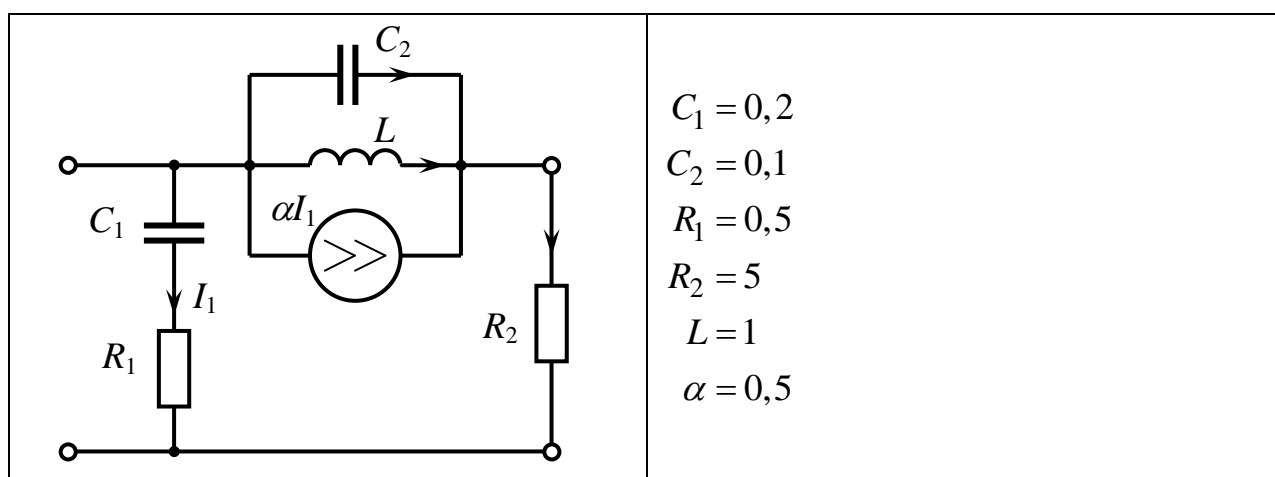 C₂
L
αI₁
C₁
I₁
R₁
R₂
C₁ = 0,2
C₂ = 0,1
R₁ = 0,5
R₂ = 5
L = 1
α = 0,5